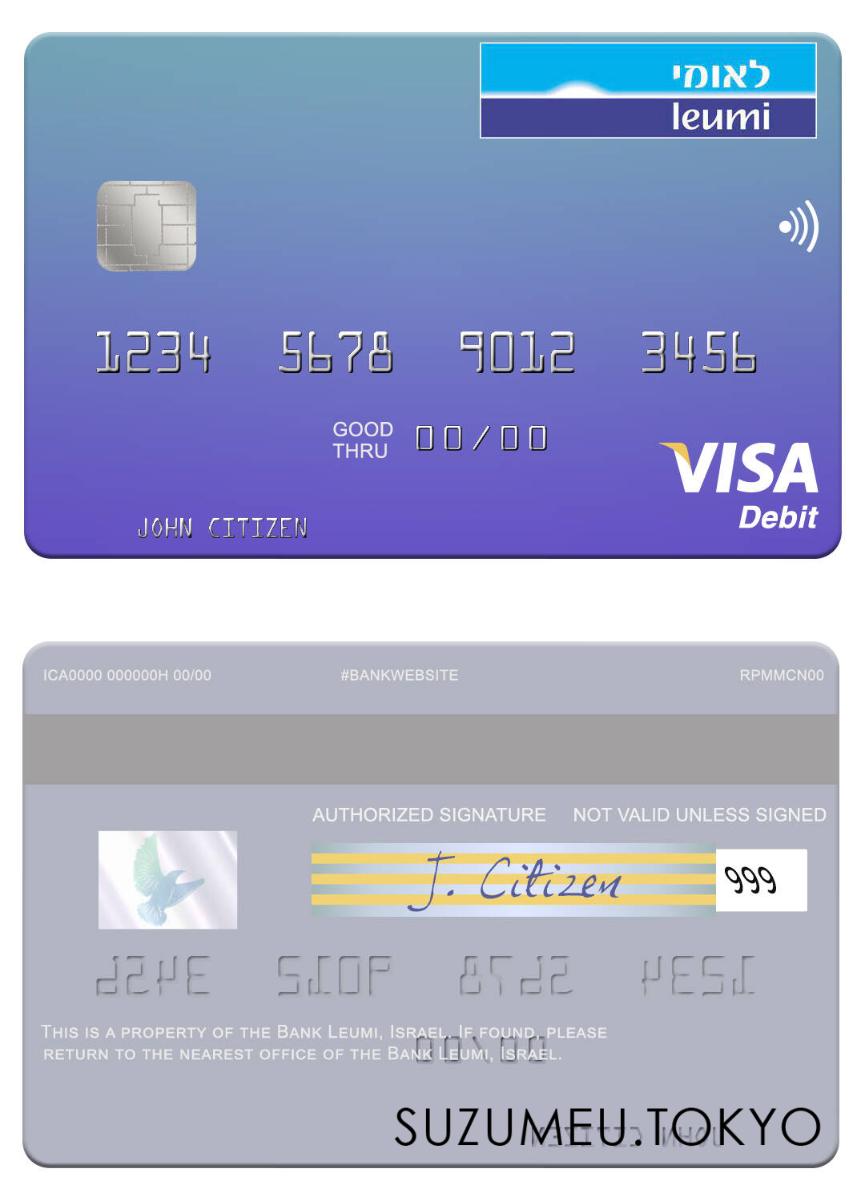 לאומי
leumi
1234 5678 9012 3456
GOOD THRU 00/00
VISA
Debit
JOHN CITIZEN
ICA0000 000000H 00/00 #BANKWEBSITE RPMMCN00
AUTHORIZED SIGNATURE NOT VALID UNLESS SIGNED
J. Citizen 999
THIS IS A PROPERTY OF THE BANK LEUMI, ISRAEL. IF FOUND, PLEASE
RETURN TO THE NEAREST OFFICE OF THE BANK LEUMI, ISRAEL.
SUZUMEU.TOKYO